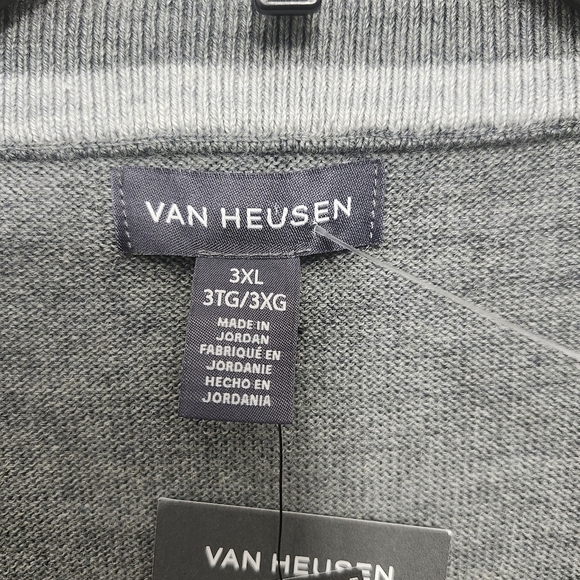 VAN HEUSEN
3XL
3TG/3XG
MADE IN
JORDAN
FABRIQUÉ EN
JORDANIE
HECHO EN
JORDANIA
VAN HEUSEN